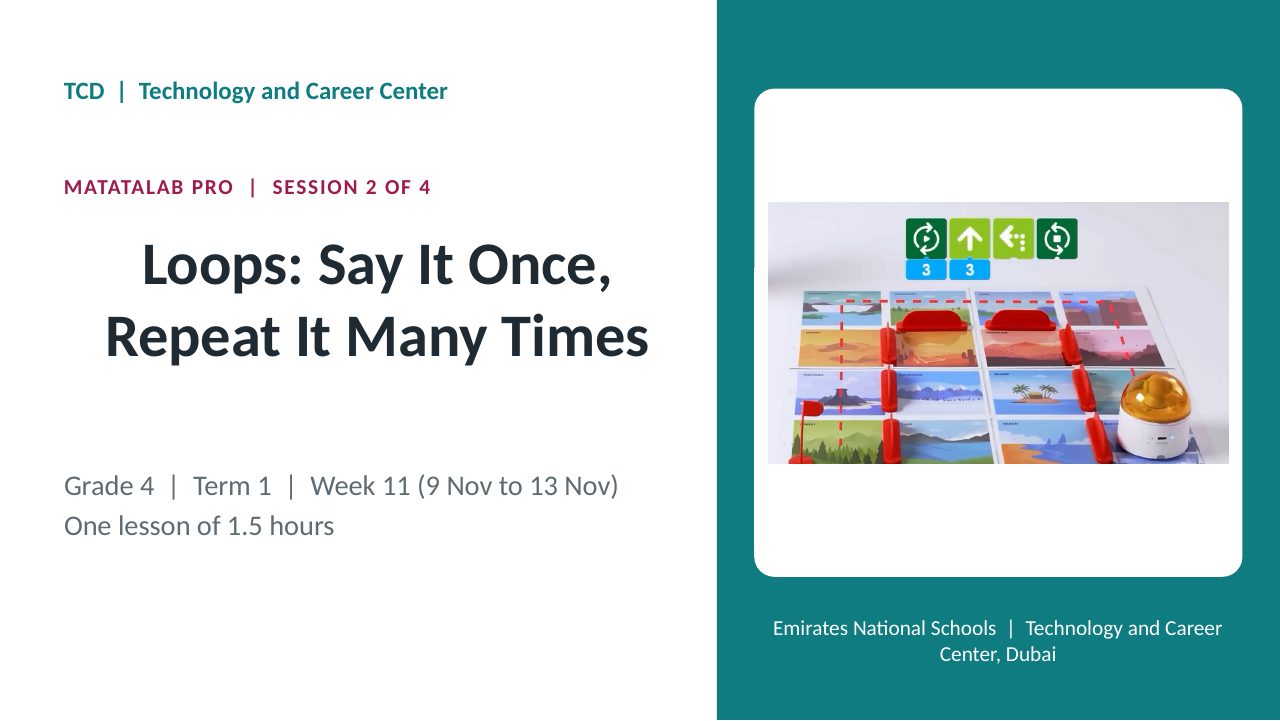 TCD | Technology and Career Center
MATATALAB PRO | SESSION 2 OF 4
Loops: Say It Once,
Repeat It Many Times
Grade 4 | Term 1 | Week 11 (9 Nov to 13 Nov)
One lesson of 1.5 hours
3 3
Emirates National Schools | Technology and Career
Center, Dubai